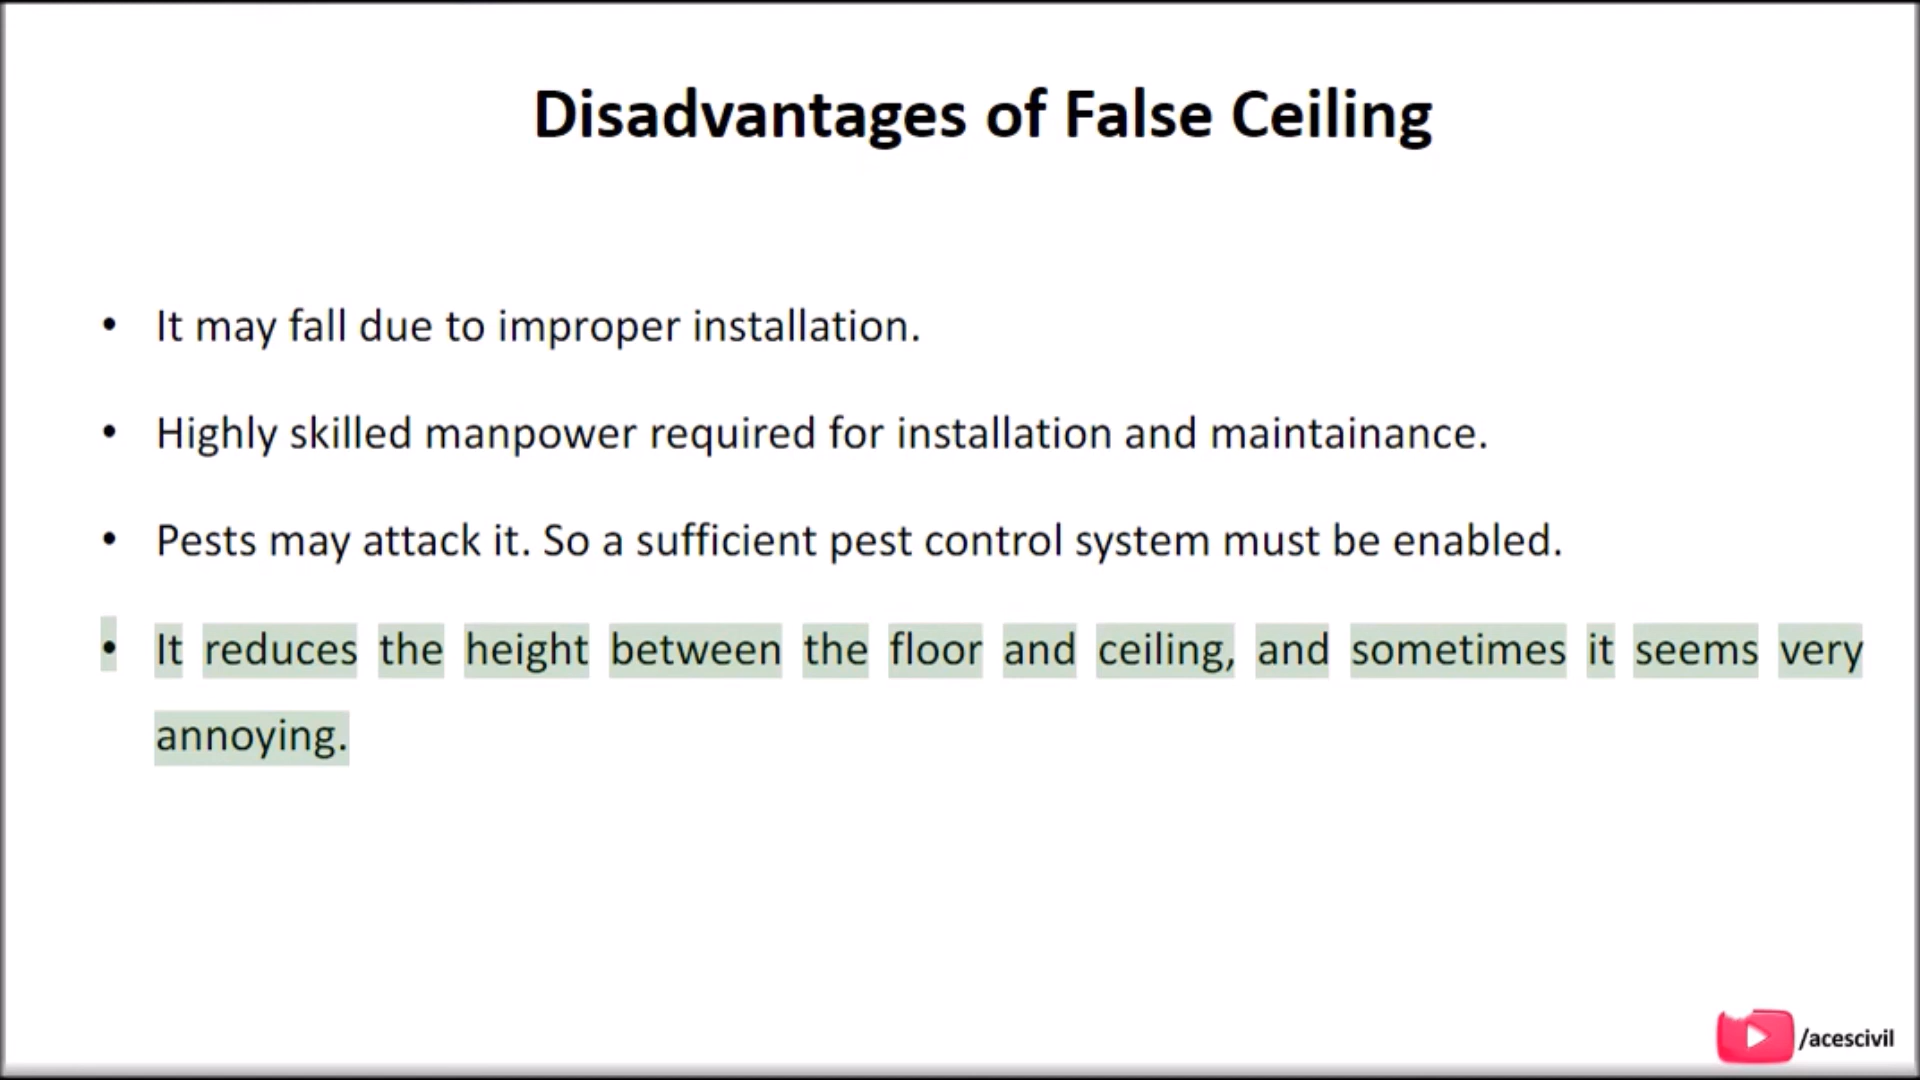 Disadvantages of False Ceiling
• It may fall due to improper installation.
• Highly skilled manpower required for installation and maintainance.
• Pests may attack it. So a sufficient pest control system must be enabled.
• It reduces the height between the floor and ceiling, and sometimes it seems very
annoying.
/acescivil